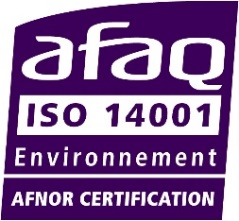 afaq
ISO 14001
Environnement
AFNOR CERTIFICATION